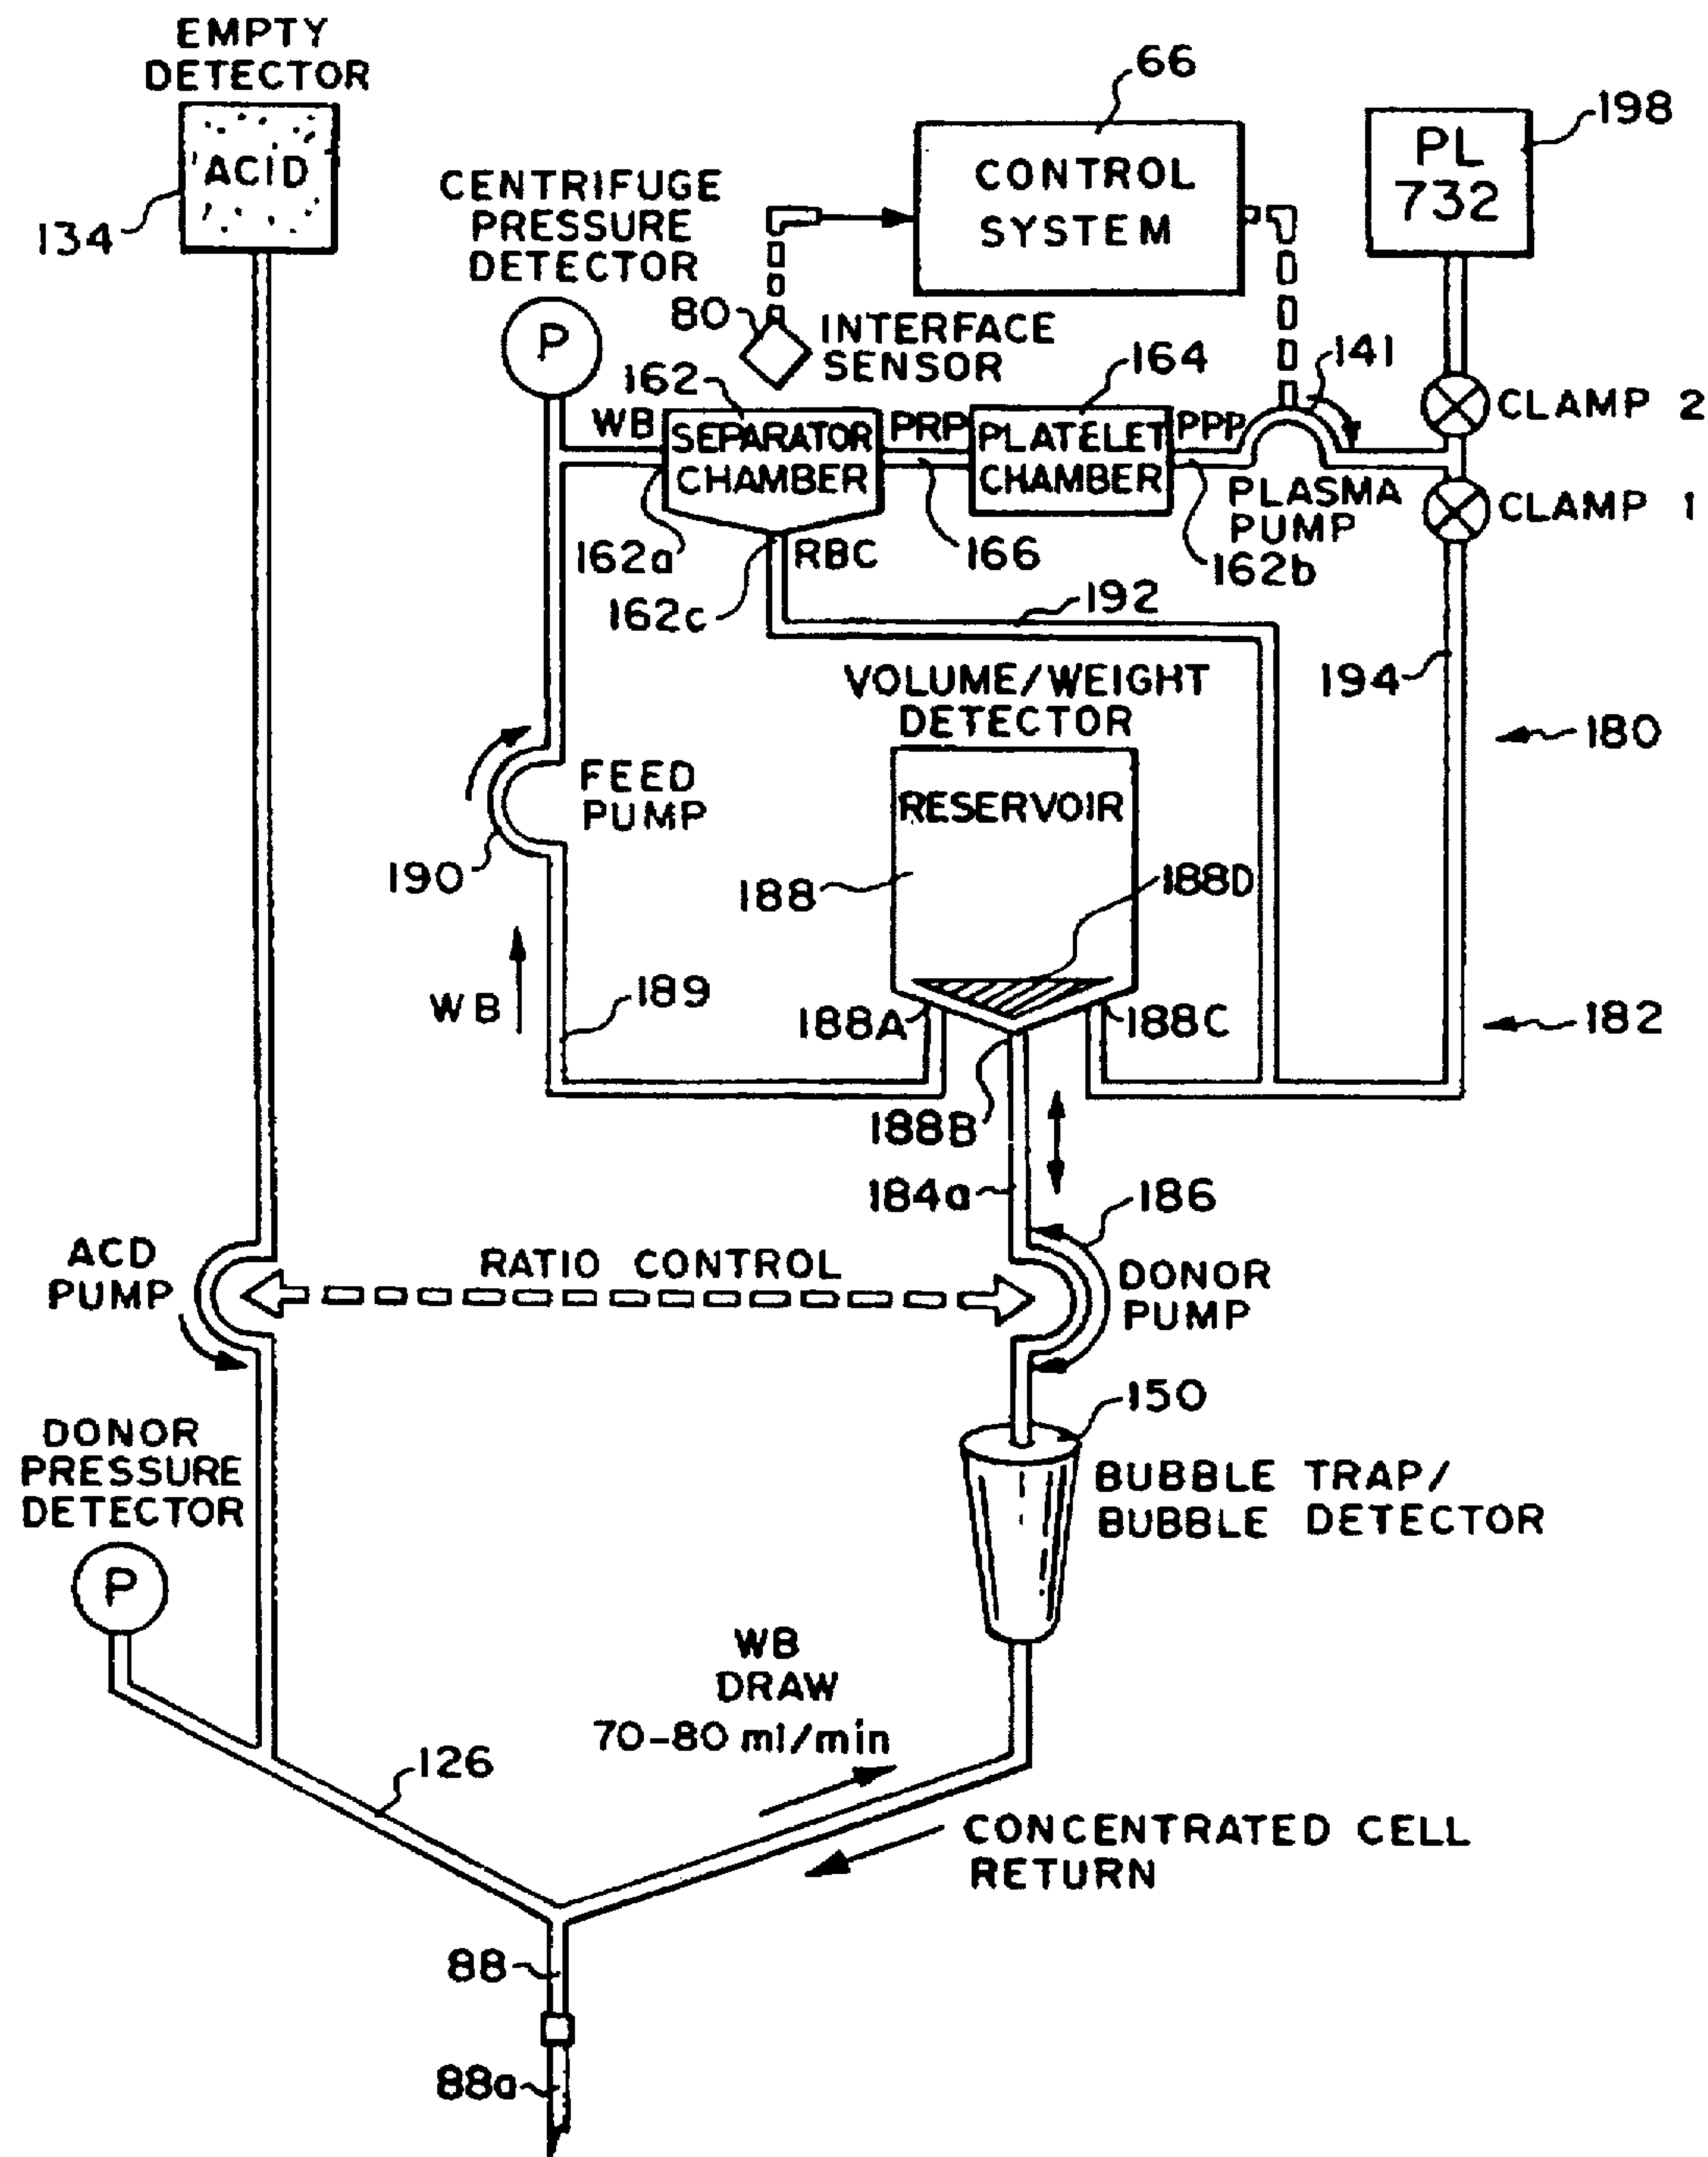 EMPTY
DETECTOR
ACID
134
CENTRIFUGE
PRESSURE
DETECTOR
P
66
CONTROL
SYSTEM
PL
732
198
80
INTERFACE
SENSOR
162
164
141
CLAMP 2
WB
SEPARATOR
CHAMBER
PRP
PLATELET
CHAMBER
PPP
PLASMA
PUMP
CLAMP 1
162a
RBC
166
162b
162c
192
194
180
VOLUME/WEIGHT
DETECTOR
RESERVOIR
FEED
PUMP
190
188
188D
WB
189
188A
188C
182
188B
184a
186
ACD
PUMP
RATIO CONTROL
DONOR
PUMP
150
DONOR
PRESSURE
DETECTOR
P
BUBBLE TRAP/
BUBBLE DETECTOR
WB
DRAW
70-80 ml/min
126
CONCENTRATED CELL
RETURN
88
88a